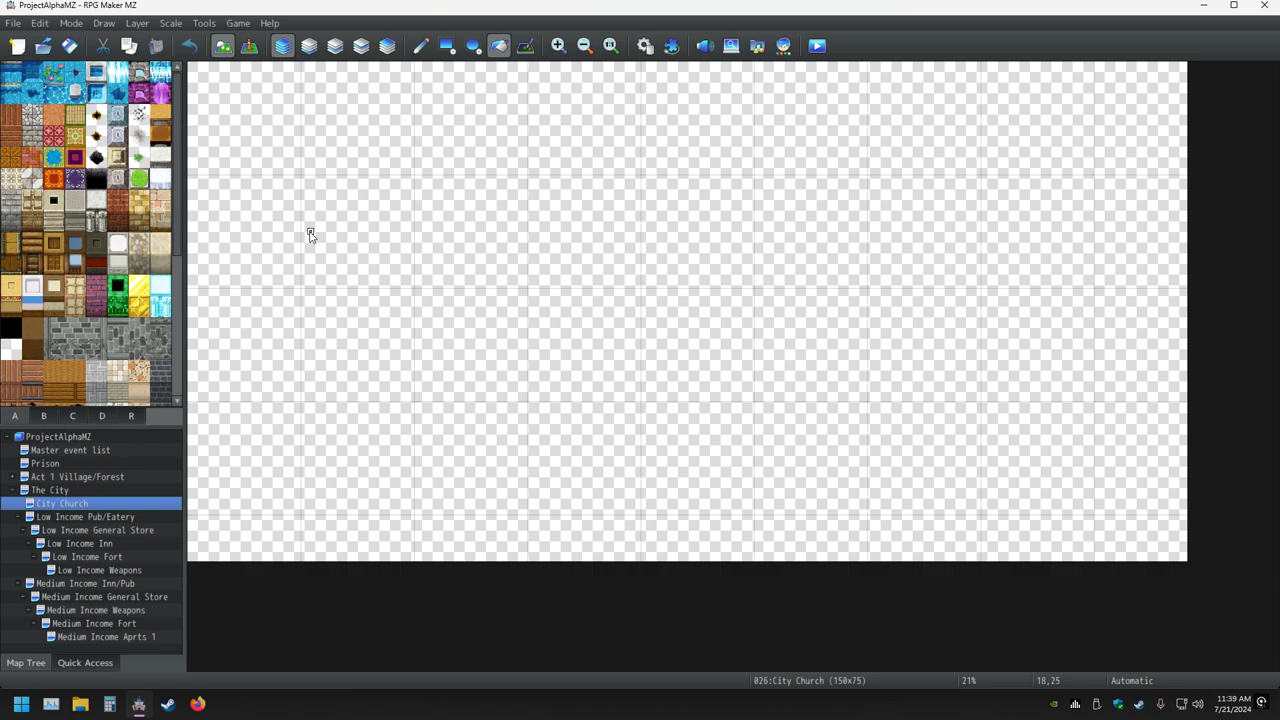 ProjectAlphaMZ - RPG Maker MZ
File Edit Mode Draw Layer Scale Tools Game Help
A B C D R
ProjectAlphaMZ
Master event list
Prison
Act 1 Village/Forest
The City
City Church
Low Income Pub/Eatery
Low Income General Store
Low Income Inn
Low Income Fort
Low Income Weapons
Medium Income Inn/Pub
Medium Income General Store
Medium Income Weapons
Medium Income Fort
Medium Income Aprts 1
Map Tree Quick Access
026:City Church (150x75) 21% 18,25 Automatic
11:39 AM
7/21/2024